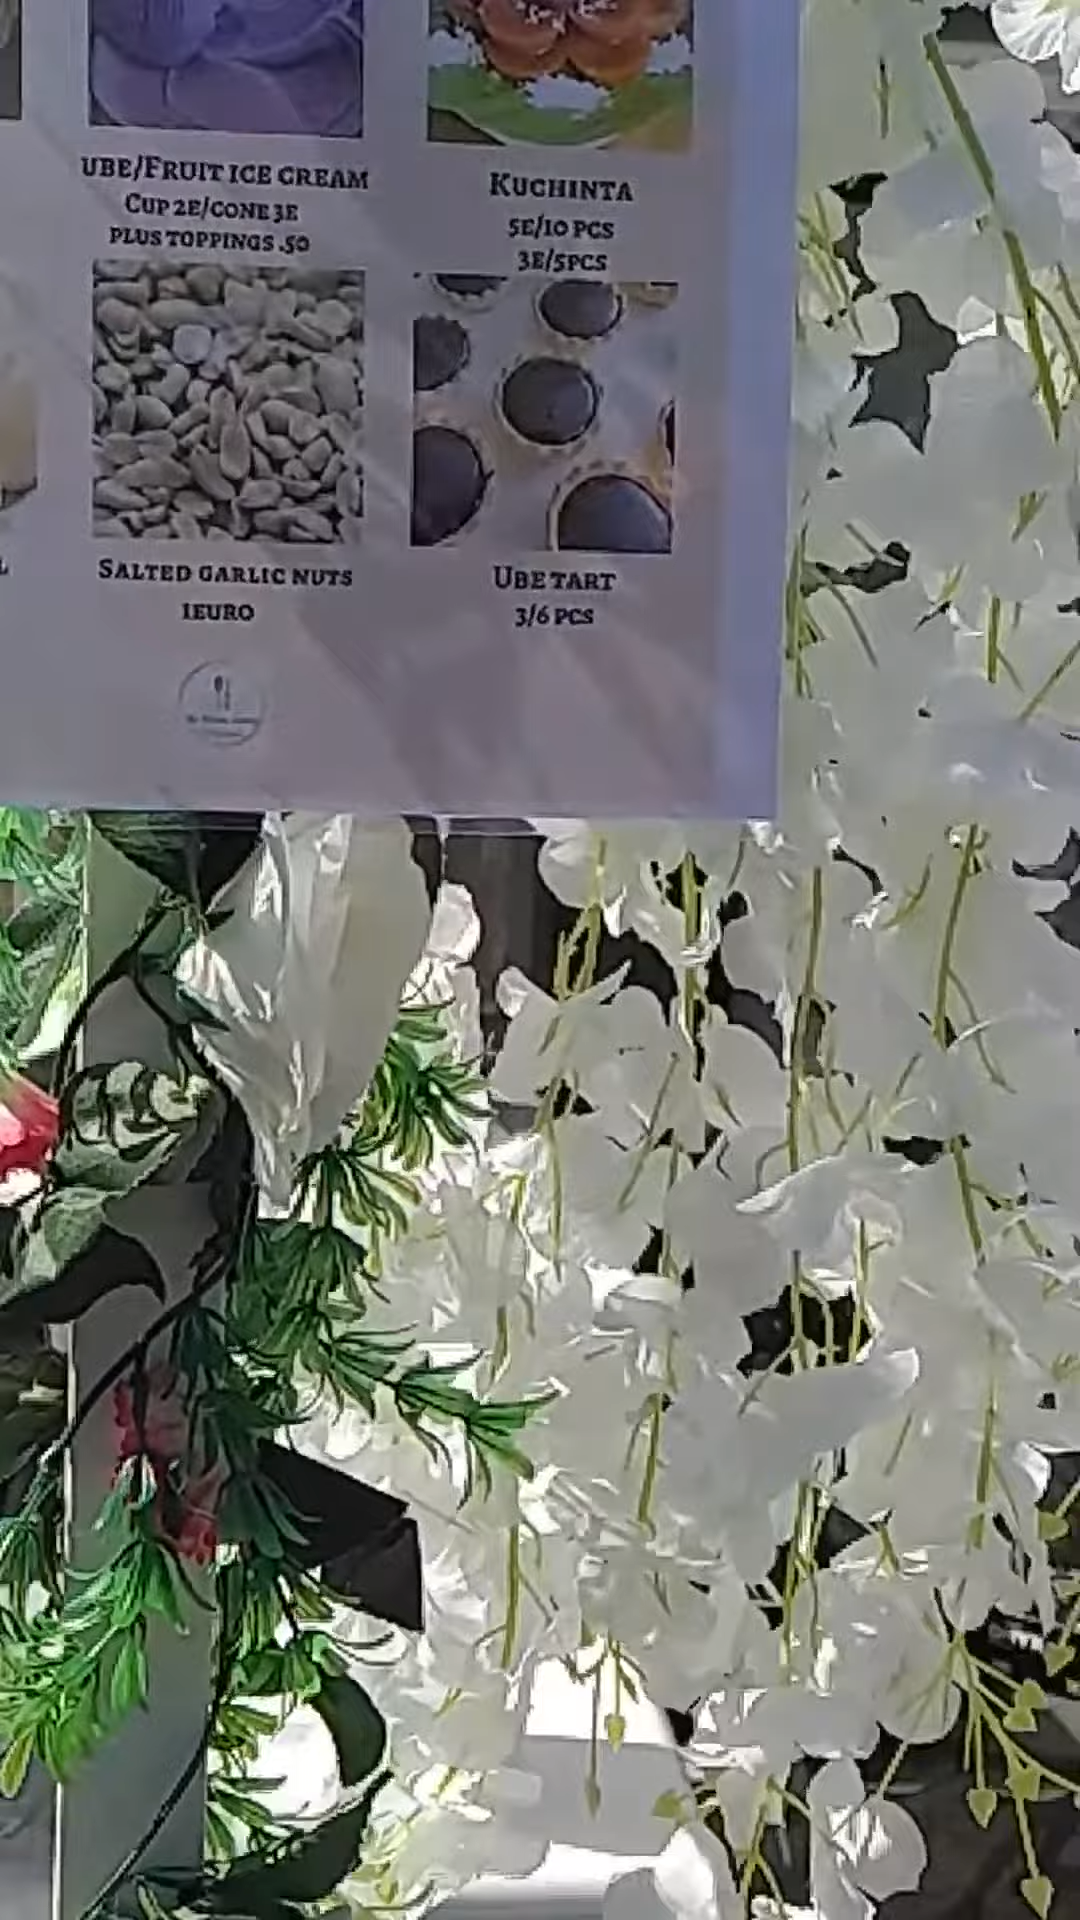 UBE/FRUIT ICE CREAM
CUP 2E/CONE 3E
PLUS TOPPINGS .50
KUCHINTA
5E/10 PCS
3E/5PCS
SALTED GARLIC NUTS
1EURO
UBE TART
3/6 PCS